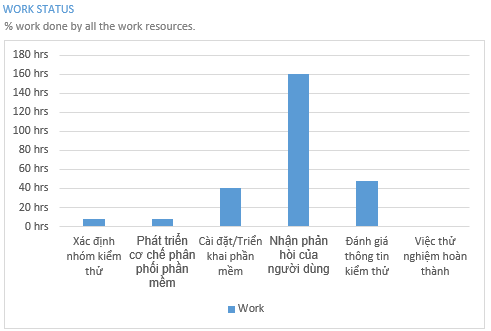 WORK STATUS
% work done by all the work resources.
180 hrs
160 hrs
140 hrs
120 hrs
100 hrs
80 hrs
60 hrs
40 hrs
20 hrs
0 hrs
Xác định
nhóm kiểm
thử
Phát triển
cơ chế phân
phối phần
mềm
Cài đặt/Triển
khai phần
mềm
Nhận phản
hồi của
người dùng
Đánh giá
thông tin
kiểm thử
Việc thử
nghiệm hoàn
thành
Work